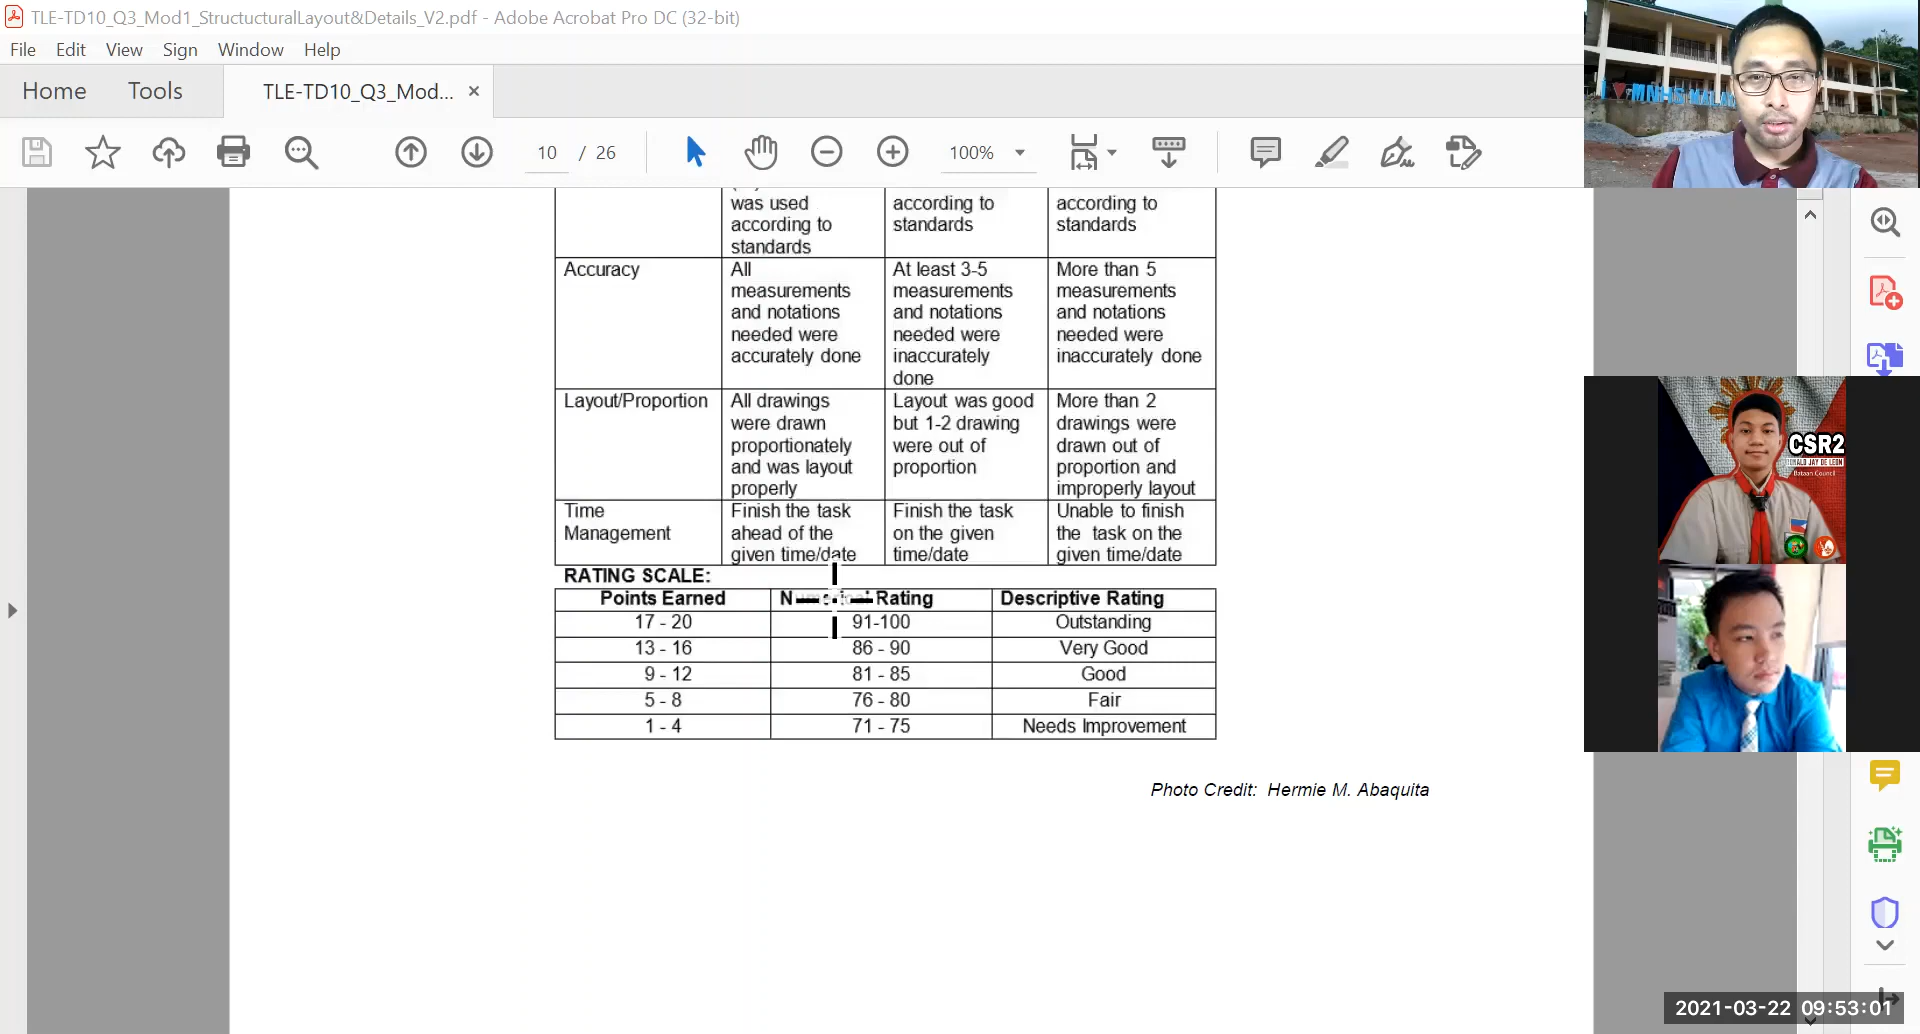 TLE-TD10_Q3_Mod1_StructucturalLayout&Details_V2.pdf - Adobe Acrobat Pro DC (32-bit)
File Edit View Sign Window Help
Home Tools TLE-TD10_Q3_Mod... ×
10 / 26 100%
was used
according to
standards
according to
standards
according to
standards
Accuracy
All
measurements
and notations
needed were
accurately done
At least 3-5
measurements
and notations
needed were
inaccurately
done
More than 5
measurements
and notations
needed were
inaccurately done
Layout/Proportion
All drawings
were drawn
proportionately
and was layout
properly
Layout was good
but 1-2 drawing
were out of
proportion
More than 2
drawings were
drawn out of
proportion and
improperly layout
Time
Management
Finish the task
ahead of the
given time/date
Finish the task
on the given
time/date
Unable to finish
the task on the
given time/date
RATING SCALE:
Points Earned Numerical Rating Descriptive Rating
17 - 20 91-100 Outstanding
13 - 16 86 - 90 Very Good
9 - 12 81 - 85 Good
5 - 8 76 - 80 Fair
1 - 4 71 - 75 Needs Improvement
Photo Credit: Hermie M. Abaquita
I ♥ MNHS
CSR2
JAY DE LEON
Bataan Council
2021-03-22 09:53:01